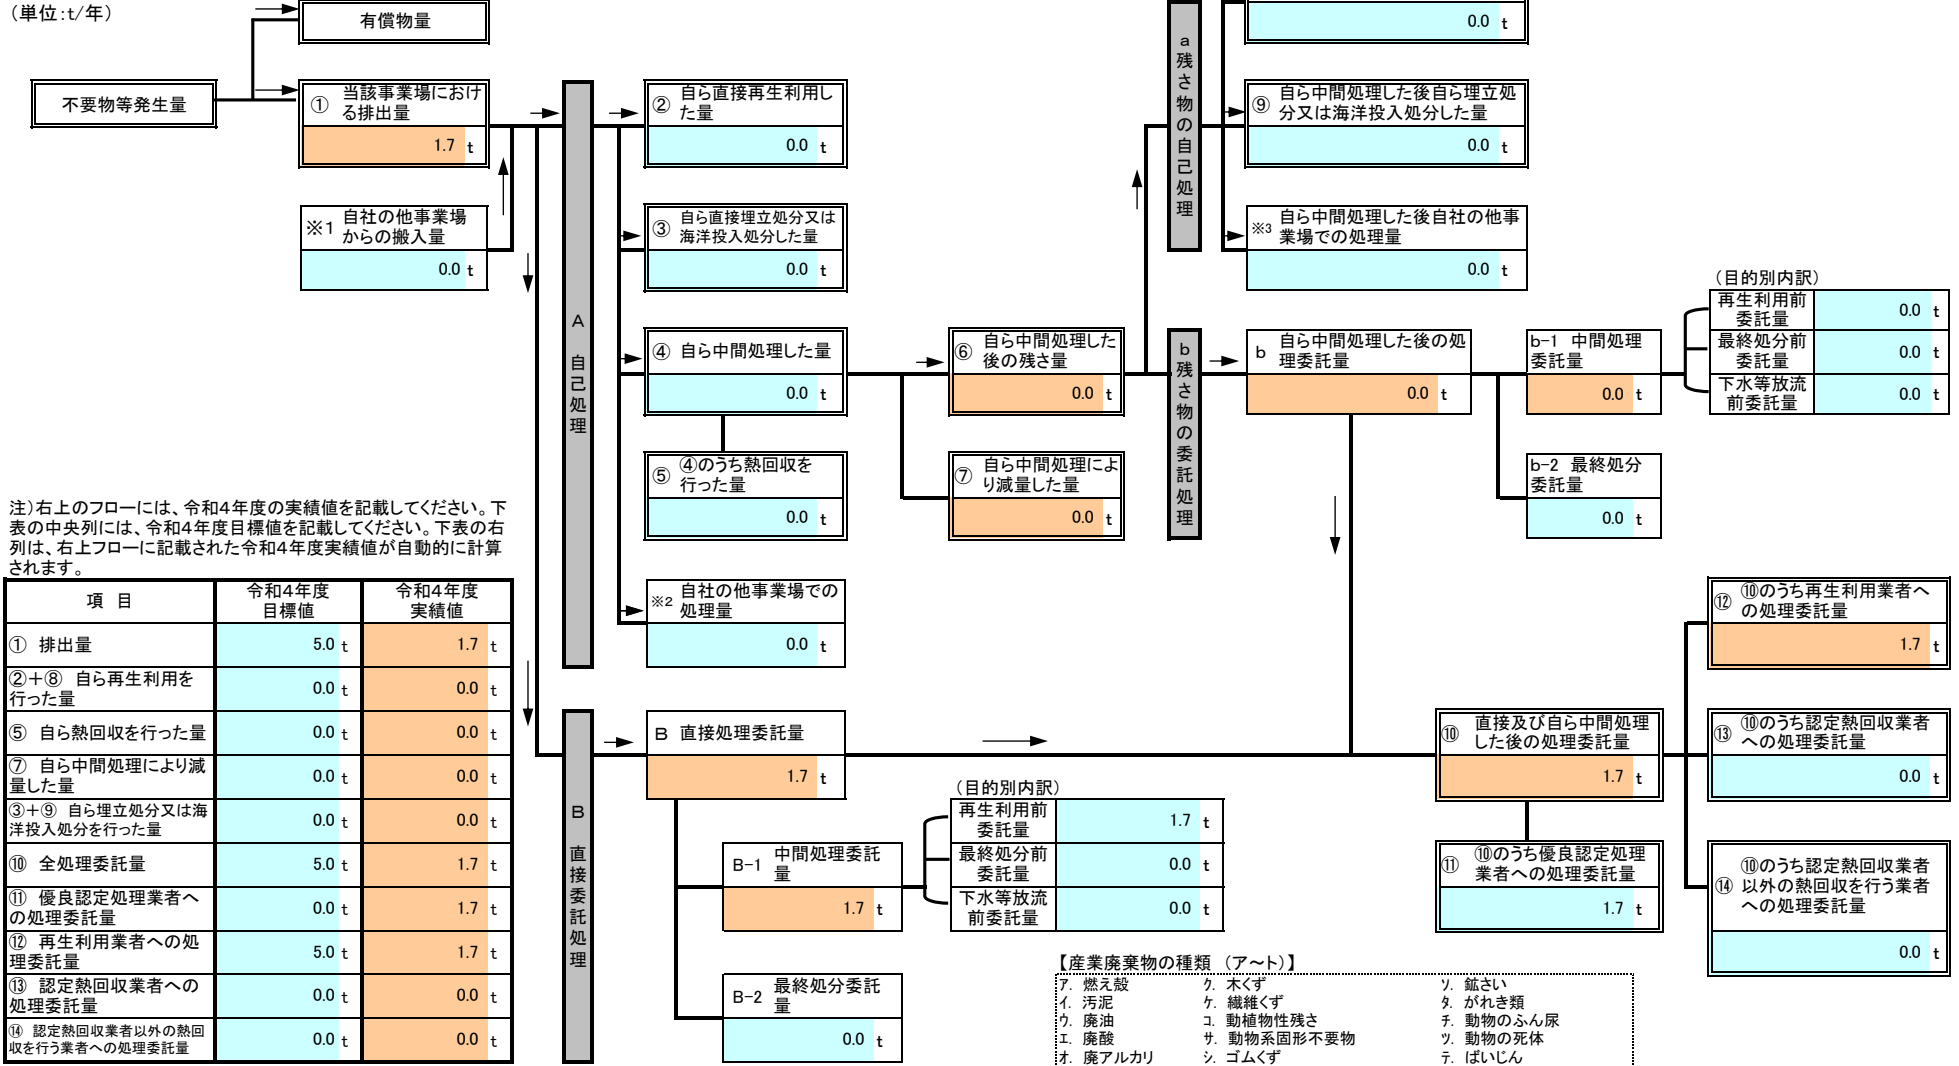 (単位:t/年)
有償物量
不要物等発生量
① 当該事業場におけ
る排出量
1.7 t
※1 自社の他事業場
からの搬入量
0.0 t
A 自己処理
② 自ら直接再生利用し
た量
0.0 t
③ 自ら直接埋立処分又は
海洋投入処分した量
0.0 t
④ 自ら中間処理した量
0.0 t
⑤ ④のうち熱回収を
行った量
0.0 t
※2 自社の他事業場での
処理量
0.0 t
⑥ 自ら中間処理した
後の残さ量
0.0 t
⑦ 自ら中間処理によ
り減量した量
0.0 t
a 残さ物の自己処理
0.0 t
⑨ 自ら中間処理した後自ら埋立処
分又は海洋投入処分した量
0.0 t
※3 自ら中間処理した後自社の他事
業場での処理量
0.0 t
b 残さ物の委託処理
b 自ら中間処理した後の処
理委託量
0.0 t
b-1 中間処理
委託量
0.0 t
b-2 最終処分
委託量
0.0 t
(目的別内訳)
再生利用前
委託量 0.0 t
最終処分前
委託量 0.0 t
下水等放流
前委託量 0.0 t
注)右上のフローには、令和4年度の実績値を記載してください。下
表の中央列には、令和4年度目標値を記載してください。下表の右
列は、右上フローに記載された令和4年度実績値が自動的に計算
されます。
項 目 令和4年度
目標値 令和4年度
実績値
① 排出量 5.0 t 1.7 t
②+⑧ 自ら再生利用を
行った量 0.0 t 0.0 t
⑤ 自ら熱回収を行った量 0.0 t 0.0 t
⑦ 自ら中間処理により減
量した量 0.0 t 0.0 t
③+⑨ 自ら埋立処分又は海
洋投入処分を行った量 0.0 t 0.0 t
⑩ 全処理委託量 5.0 t 1.7 t
⑪ 優良認定処理業者へ
の処理委託量 0.0 t 1.7 t
⑫ 再生利用業者への処
理委託量 5.0 t 1.7 t
⑬ 認定熱回収業者への
処理委託量 0.0 t 0.0 t
⑭ 認定熱回収業者以外の熱回
収を行う業者への処理委託量 0.0 t 0.0 t
B 直接委託処理
B 直接処理委託量
1.7 t
B-1 中間処理委託
量
1.7 t
B-2 最終処分委託
量
0.0 t
(目的別内訳)
再生利用前
委託量 1.7 t
最終処分前
委託量 0.0 t
下水等放流
前委託量 0.0 t
⑩ 直接及び自ら中間処理
した後の処理委託量
1.7 t
⑪ ⑩のうち優良認定処理
業者への処理委託量
1.7 t
⑫ ⑩のうち再生利用業者へ
の処理委託量
1.7 t
⑬ ⑩のうち認定熱回収業者
への処理委託量
0.0 t
⑭ ⑩のうち認定熱回収業者
以外の熱回収を行う業者
への処理委託量
0.0 t
【産業廃棄物の種類 (ア~ト)】
ア. 燃え殻 ク. 木くず ソ. 鉱さい
イ. 汚泥 ケ. 繊維くず タ. がれき類
ウ. 廃油 コ. 動植物性残さ チ. 動物のふん尿
エ. 廃酸 サ. 動物系固形不要物 ツ. 動物の死体
オ. 廃アルカリ シ. ゴムくず テ. ばいじん